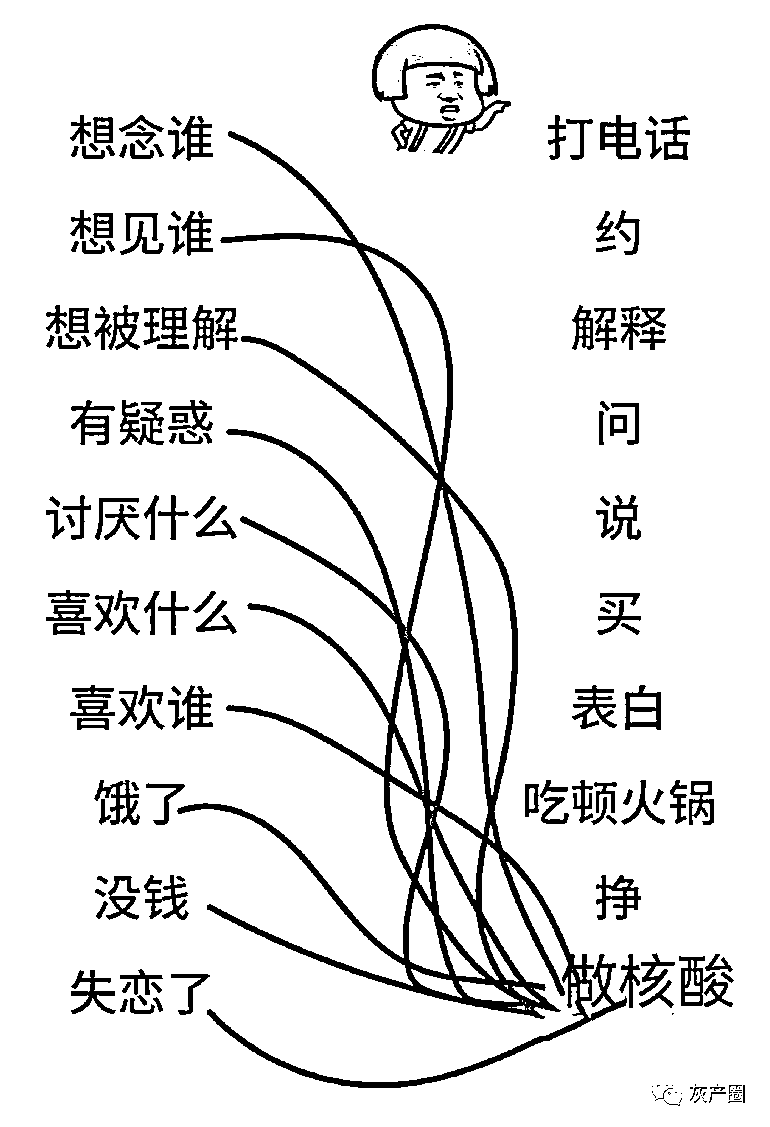 想念谁 打电话
想见谁 约
想被理解 解释
有疑惑 问
讨厌什么 说
喜欢什么 买
喜欢谁 表白
饿了 吃顿火锅
没钱 挣
失恋了 做核酸
灰产圈